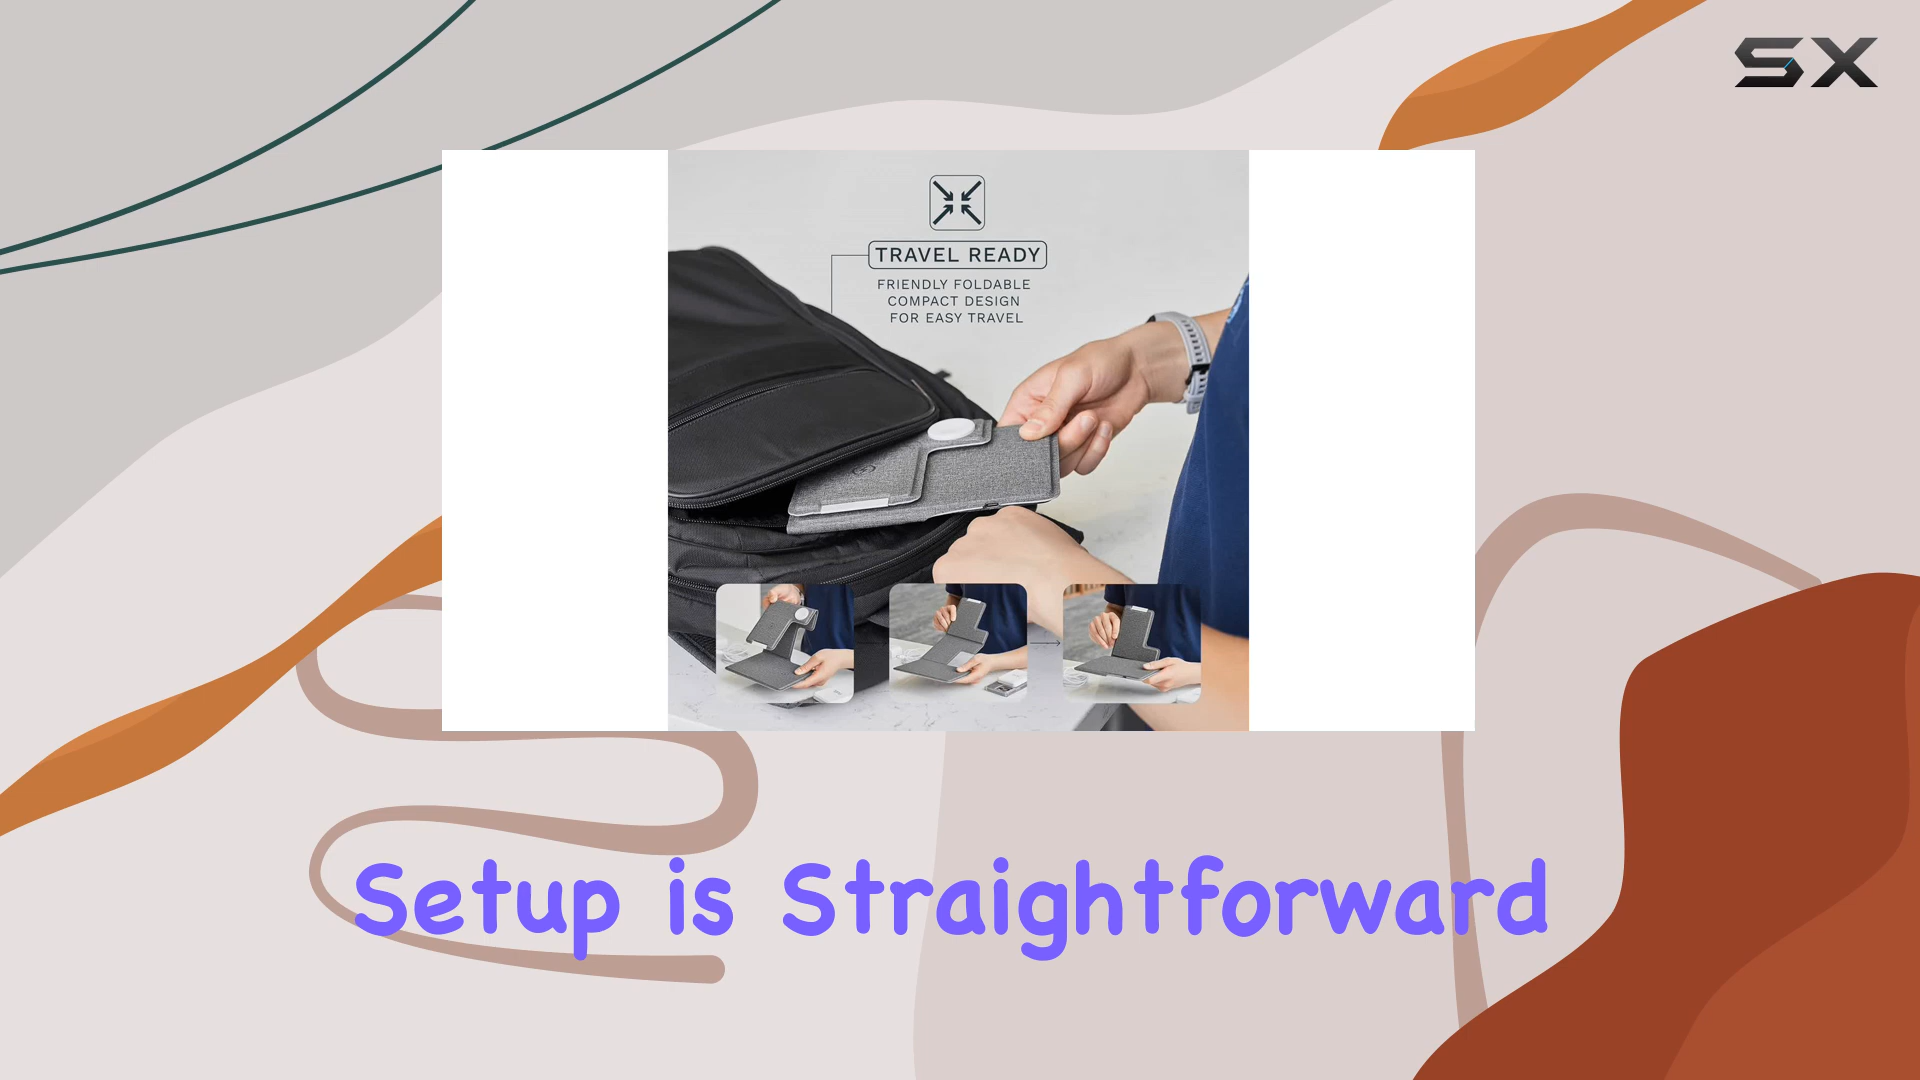 SX
TRAVEL READY
FRIENDLY FOLDABLE
COMPACT DESIGN
FOR EASY TRAVEL
Setup is Straightforward